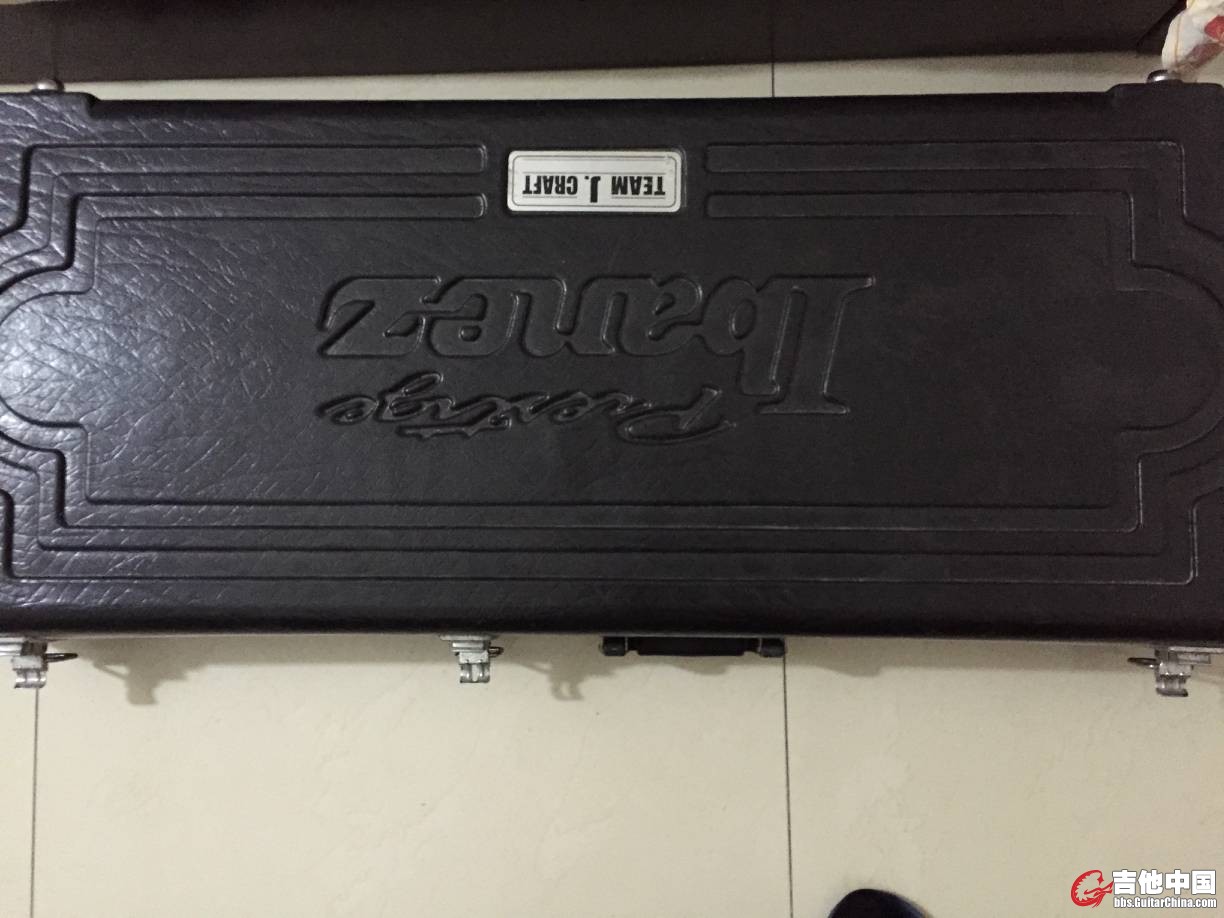 TEAM J. CRAFT
Ibanez
Prestige
吉他中国
bbs.GuitarChina.com